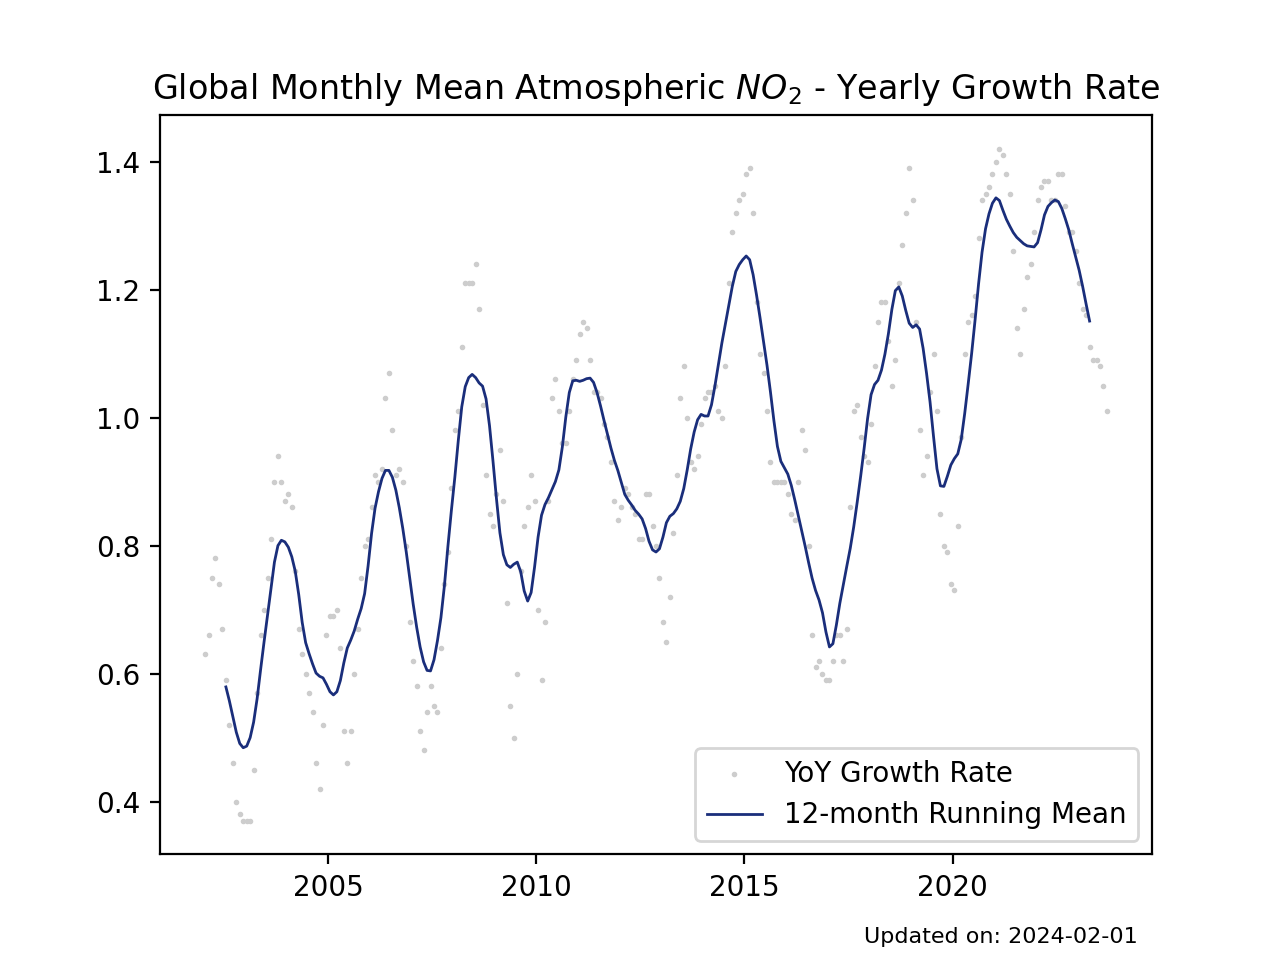 Global Monthly Mean Atmospheric NO₂ - Yearly Growth Rate
1.4
1.2
1.0
0.8
0.6
0.4
YoY Growth Rate
12-month Running Mean
2005 2010 2015 2020
Updated on: 2024-02-01